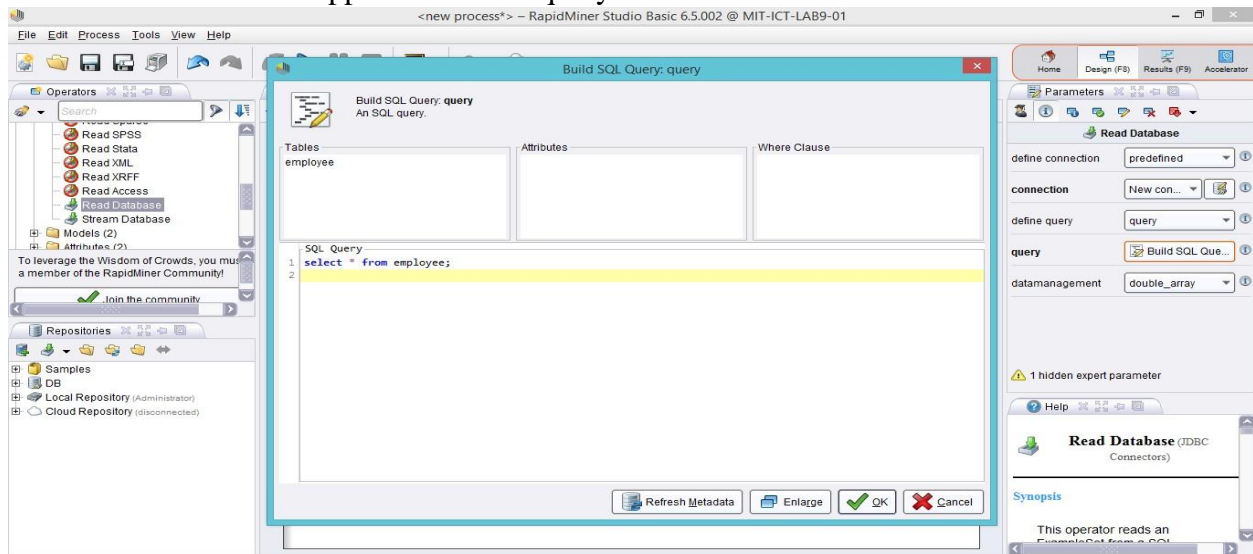 <new process*> – RapidMiner Studio Basic 6.5.002 @ MIT-ICT-LAB9-01
File Edit Process Tools View Help
Home Design (F8) Results (F9) Accelerator
Operators
Search
Read SPSS
Read Stata
Read XML
Read XRFF
Read Access
Read Database
Stream Database
Models (2)
Attributes (2)
To leverage the Wisdom of Crowds, you mus
a member of the RapidMiner Community!
Join the community
Repositories
Samples
DB
Local Repository (Administrator)
Cloud Repository (disconnected)
Build SQL Query: query
Build SQL Query: query
An SQL query.
Tables Attributes Where Clause
employee
SQL Query
1 select * from employee;
2
Refresh Metadata Enlarge OK Cancel
Parameters
Read Database
define connection predefined
connection New con...
define query query
query Build SQL Que...
datamanagement double_array
1 hidden expert parameter
Help
Read Database (JDBC
Connectors)
Synopsis
This operator reads an